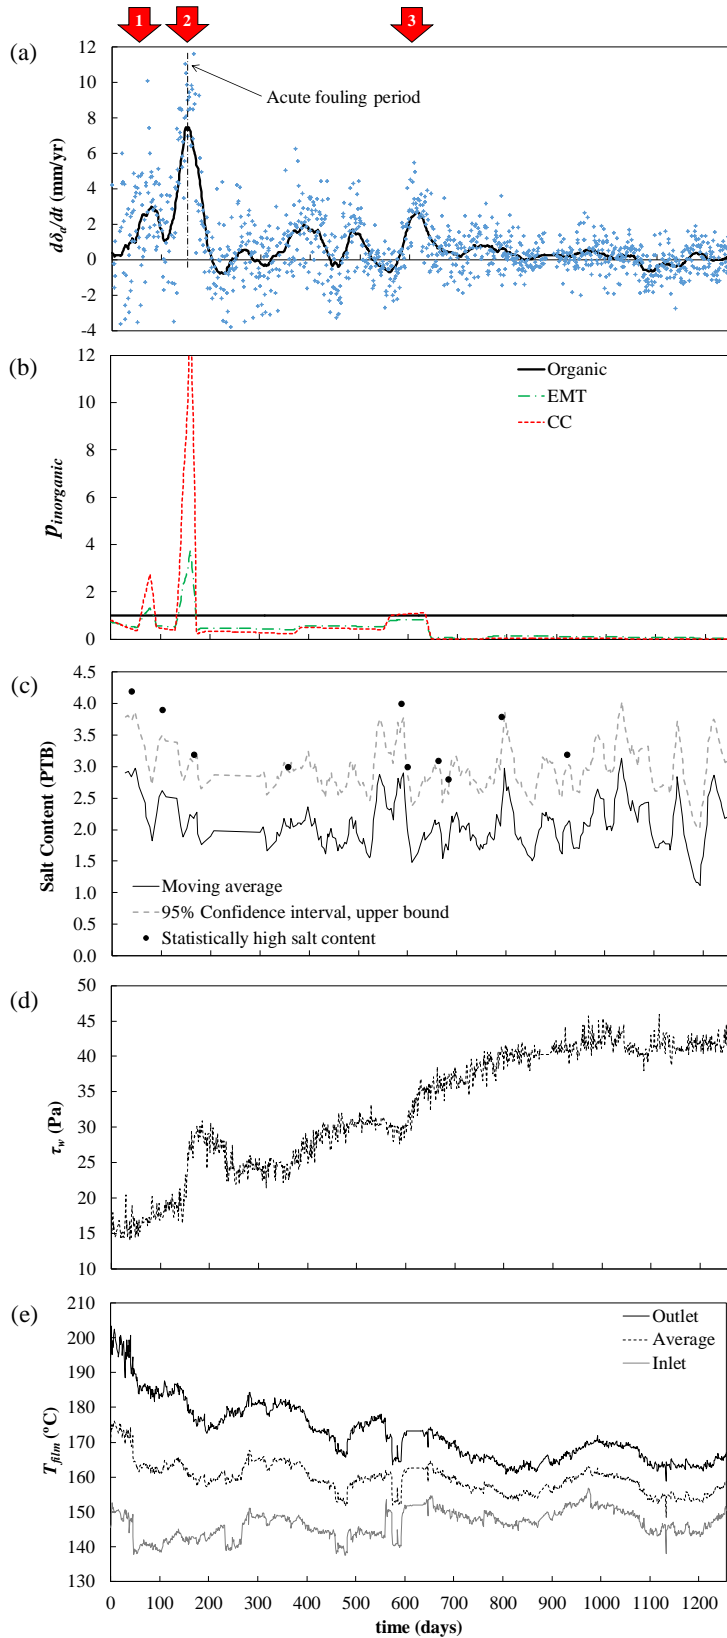 1 2 3
(a)
12
10
8
6
4
2
0
-2
-4
dδₐ/dt (mm/yr)
Acute fouling period
(b)
12
10
8
6
4
2
0
Pinorganic
Organic
EMT
CC
(c)
4.5
4.0
3.5
3.0
2.5
2.0
1.5
1.0
0.5
0.0
Salt Content (PTB)
Moving average
95% Confidence interval, upper bound
Statistically high salt content
(d)
50
45
40
35
30
25
20
15
10
τw (Pa)
(e)
210
200
190
180
170
160
150
140
130
Tfilm (°C)
Outlet
Average
Inlet
0 100 200 300 400 500 600 700 800 900 1000 1100 1200
time (days)